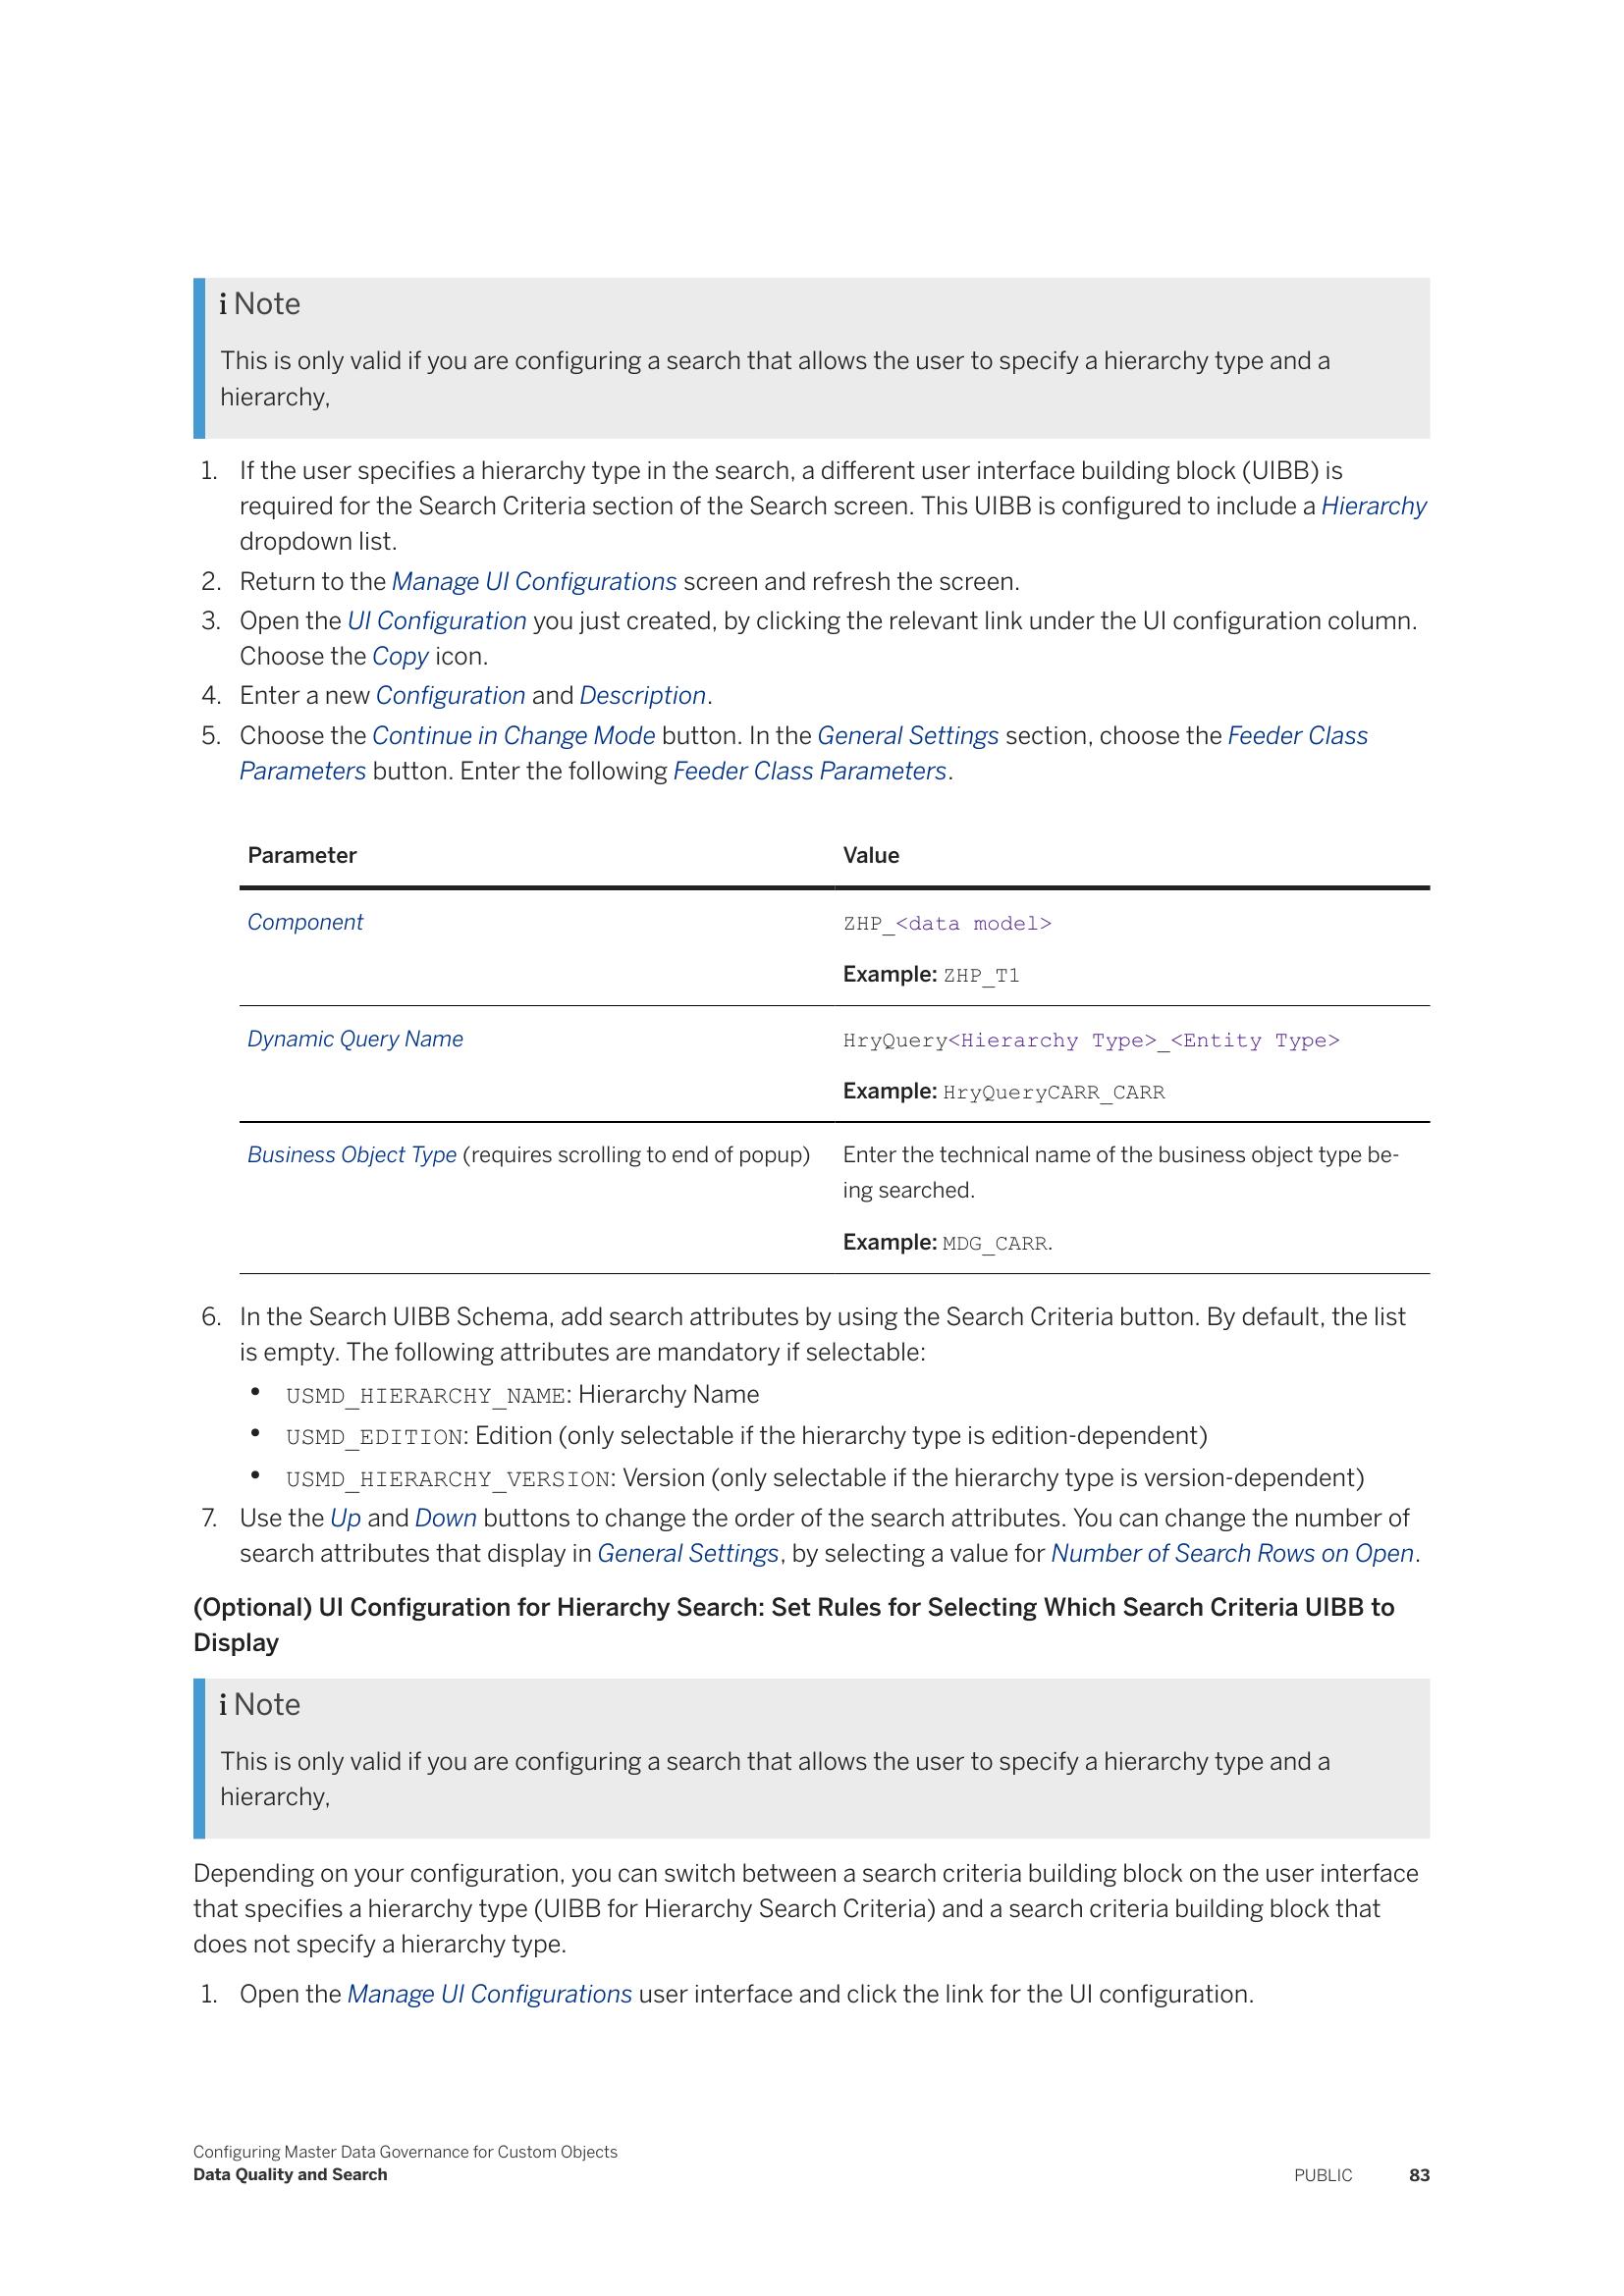 i Note
This is only valid if you are configuring a search that allows the user to specify a hierarchy type and a
hierarchy,
1. If the user specifies a hierarchy type in the search, a different user interface building block (UIBB) is
required for the Search Criteria section of the Search screen. This UIBB is configured to include a Hierarchy
dropdown list.
2. Return to the Manage UI Configurations screen and refresh the screen.
3. Open the UI Configuration you just created, by clicking the relevant link under the UI configuration column.
Choose the Copy icon.
4. Enter a new Configuration and Description.
5. Choose the Continue in Change Mode button. In the General Settings section, choose the Feeder Class
Parameters button. Enter the following Feeder Class Parameters.
Parameter Value
Component ZHP_<data model>
Example: ZHP_T1
Dynamic Query Name HryQuery<Hierarchy Type>_<Entity Type>
Example: HryQueryCARR_CARR
Business Object Type (requires scrolling to end of popup) Enter the technical name of the business object type be-
ing searched.
Example: MDG_CARR.
6. In the Search UIBB Schema, add search attributes by using the Search Criteria button. By default, the list
is empty. The following attributes are mandatory if selectable:
• USMD_HIERARCHY_NAME: Hierarchy Name
• USMD_EDITION: Edition (only selectable if the hierarchy type is edition-dependent)
• USMD_HIERARCHY_VERSION: Version (only selectable if the hierarchy type is version-dependent)
7. Use the Up and Down buttons to change the order of the search attributes. You can change the number of
search attributes that display in General Settings, by selecting a value for Number of Search Rows on Open.
(Optional) UI Configuration for Hierarchy Search: Set Rules for Selecting Which Search Criteria UIBB to
Display
i Note
This is only valid if you are configuring a search that allows the user to specify a hierarchy type and a
hierarchy,
Depending on your configuration, you can switch between a search criteria building block on the user interface
that specifies a hierarchy type (UIBB for Hierarchy Search Criteria) and a search criteria building block that
does not specify a hierarchy type.
1. Open the Manage UI Configurations user interface and click the link for the UI configuration.
Configuring Master Data Governance for Custom Objects
Data Quality and Search PUBLIC 83